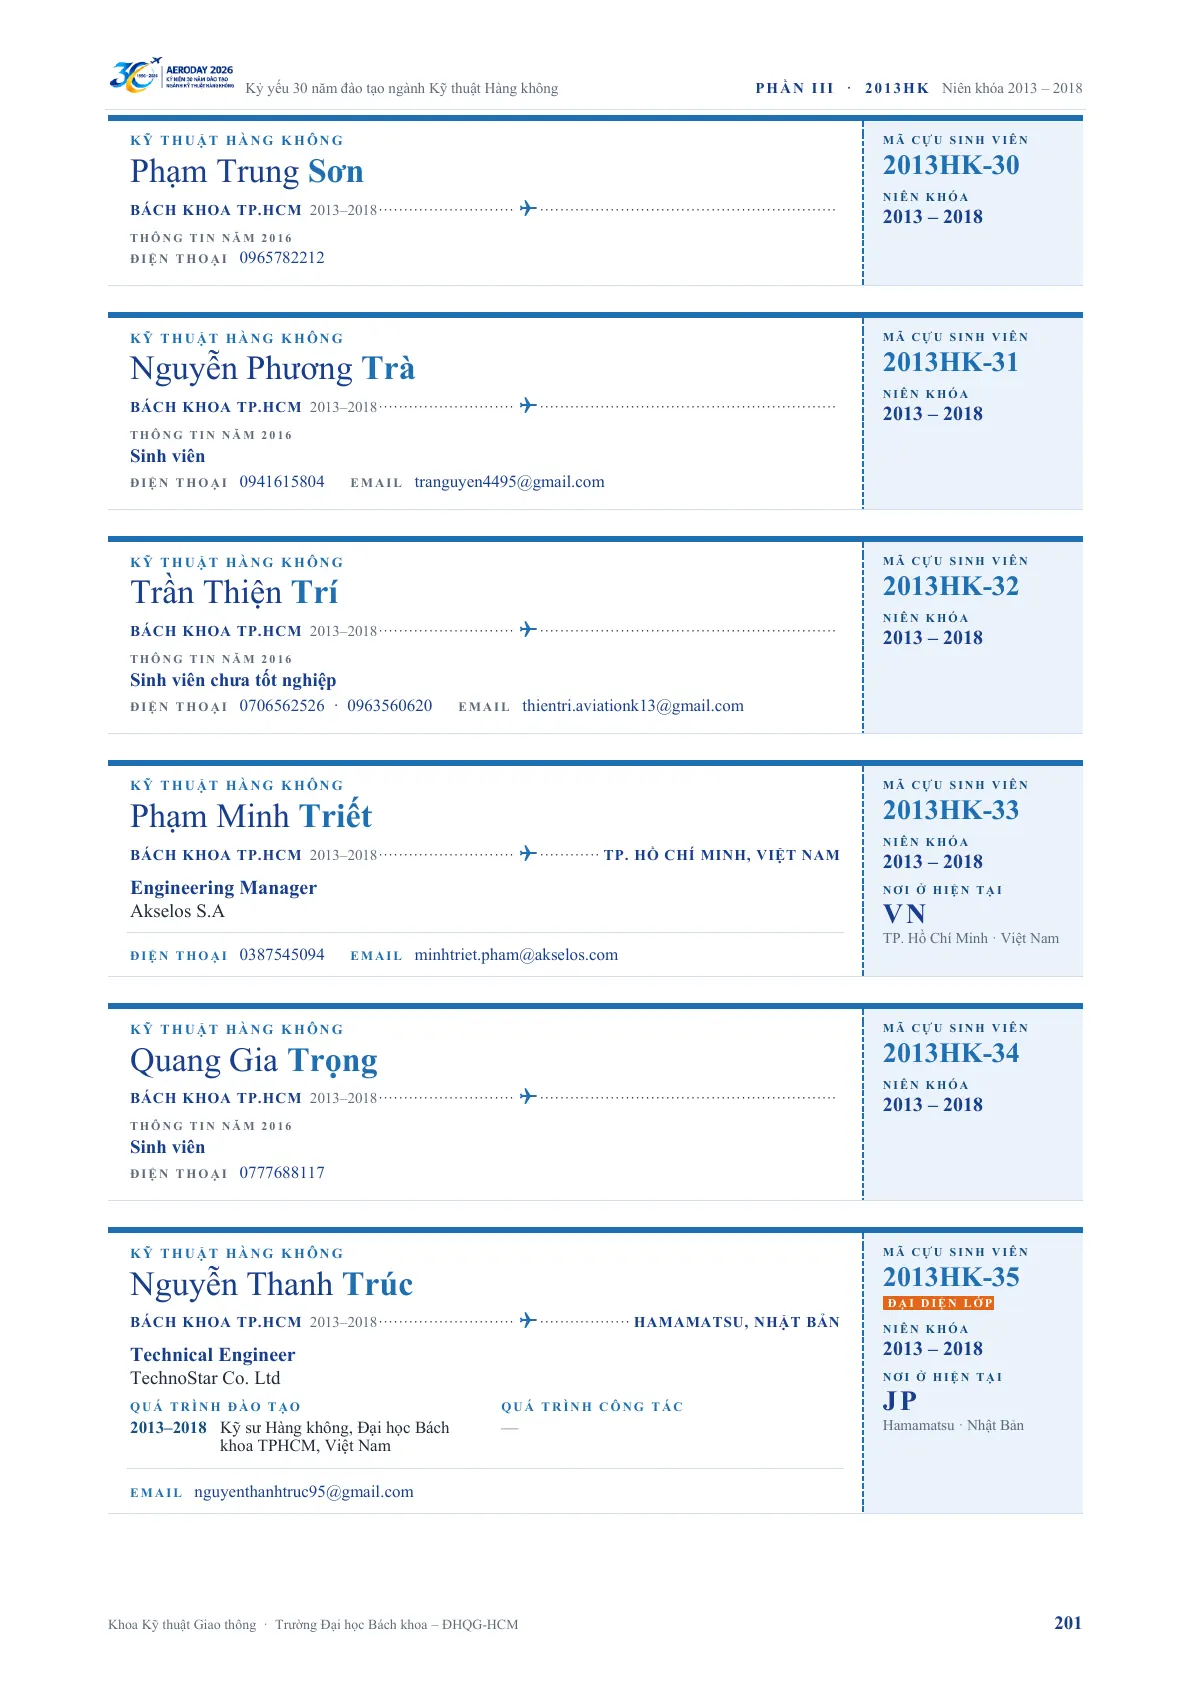 30 1996 - 2026 AERODAY 2026
KỶ NIỆM 30 NĂM ĐÀO TẠO
NGÀNH KỸ THUẬT HÀNG KHÔNG
Kỷ yếu 30 năm đào tạo ngành Kỹ thuật Hàng không
PHẦN III · 2013HK Niên khóa 2013 – 2018
KỸ THUẬT HÀNG KHÔNG
Phạm Trung Sơn
BÁCH KHOA TP.HCM 2013–2018
THÔNG TIN NĂM 2016
ĐIỆN THOẠI 0965782212
MÃ CỰU SINH VIÊN
2013HK-30
NIÊN KHÓA
2013 – 2018
KỸ THUẬT HÀNG KHÔNG
Nguyễn Phương Trà
BÁCH KHOA TP.HCM 2013–2018
THÔNG TIN NĂM 2016
Sinh viên
ĐIỆN THOẠI 0941615804 EMAIL tranguyen4495@gmail.com
MÃ CỰU SINH VIÊN
2013HK-31
NIÊN KHÓA
2013 – 2018
KỸ THUẬT HÀNG KHÔNG
Trần Thiện Trí
BÁCH KHOA TP.HCM 2013–2018
THÔNG TIN NĂM 2016
Sinh viên chưa tốt nghiệp
ĐIỆN THOẠI 0706562526 · 0963560620 EMAIL thientri.aviationk13@gmail.com
MÃ CỰU SINH VIÊN
2013HK-32
NIÊN KHÓA
2013 – 2018
KỸ THUẬT HÀNG KHÔNG
Phạm Minh Triết
BÁCH KHOA TP.HCM 2013–2018 TP. HỒ CHÍ MINH, VIỆT NAM
Engineering Manager
Akselos S.A
ĐIỆN THOẠI 0387545094 EMAIL minhtriet.pham@akselos.com
MÃ CỰU SINH VIÊN
2013HK-33
NIÊN KHÓA
2013 – 2018
NƠI Ở HIỆN TẠI
VN
TP. Hồ Chí Minh · Việt Nam
KỸ THUẬT HÀNG KHÔNG
Quang Gia Trọng
BÁCH KHOA TP.HCM 2013–2018
THÔNG TIN NĂM 2016
Sinh viên
ĐIỆN THOẠI 0777688117
MÃ CỰU SINH VIÊN
2013HK-34
NIÊN KHÓA
2013 – 2018
KỸ THUẬT HÀNG KHÔNG
Nguyễn Thanh Trúc
BÁCH KHOA TP.HCM 2013–2018 HAMAMATSU, NHẬT BẢN
Technical Engineer
TechnoStar Co. Ltd
QUÁ TRÌNH ĐÀO TẠO
2013–2018 Kỹ sư Hàng không, Đại học Bách
khoa TPHCM, Việt Nam
QUÁ TRÌNH CÔNG TÁC
—
EMAIL nguyenthanhtruc95@gmail.com
MÃ CỰU SINH VIÊN
2013HK-35
ĐẠI DIỆN LỚP
NIÊN KHÓA
2013 – 2018
NƠI Ở HIỆN TẠI
JP
Hamamatsu · Nhật Bản
Khoa Kỹ thuật Giao thông · Trường Đại học Bách khoa – ĐHQG-HCM
201